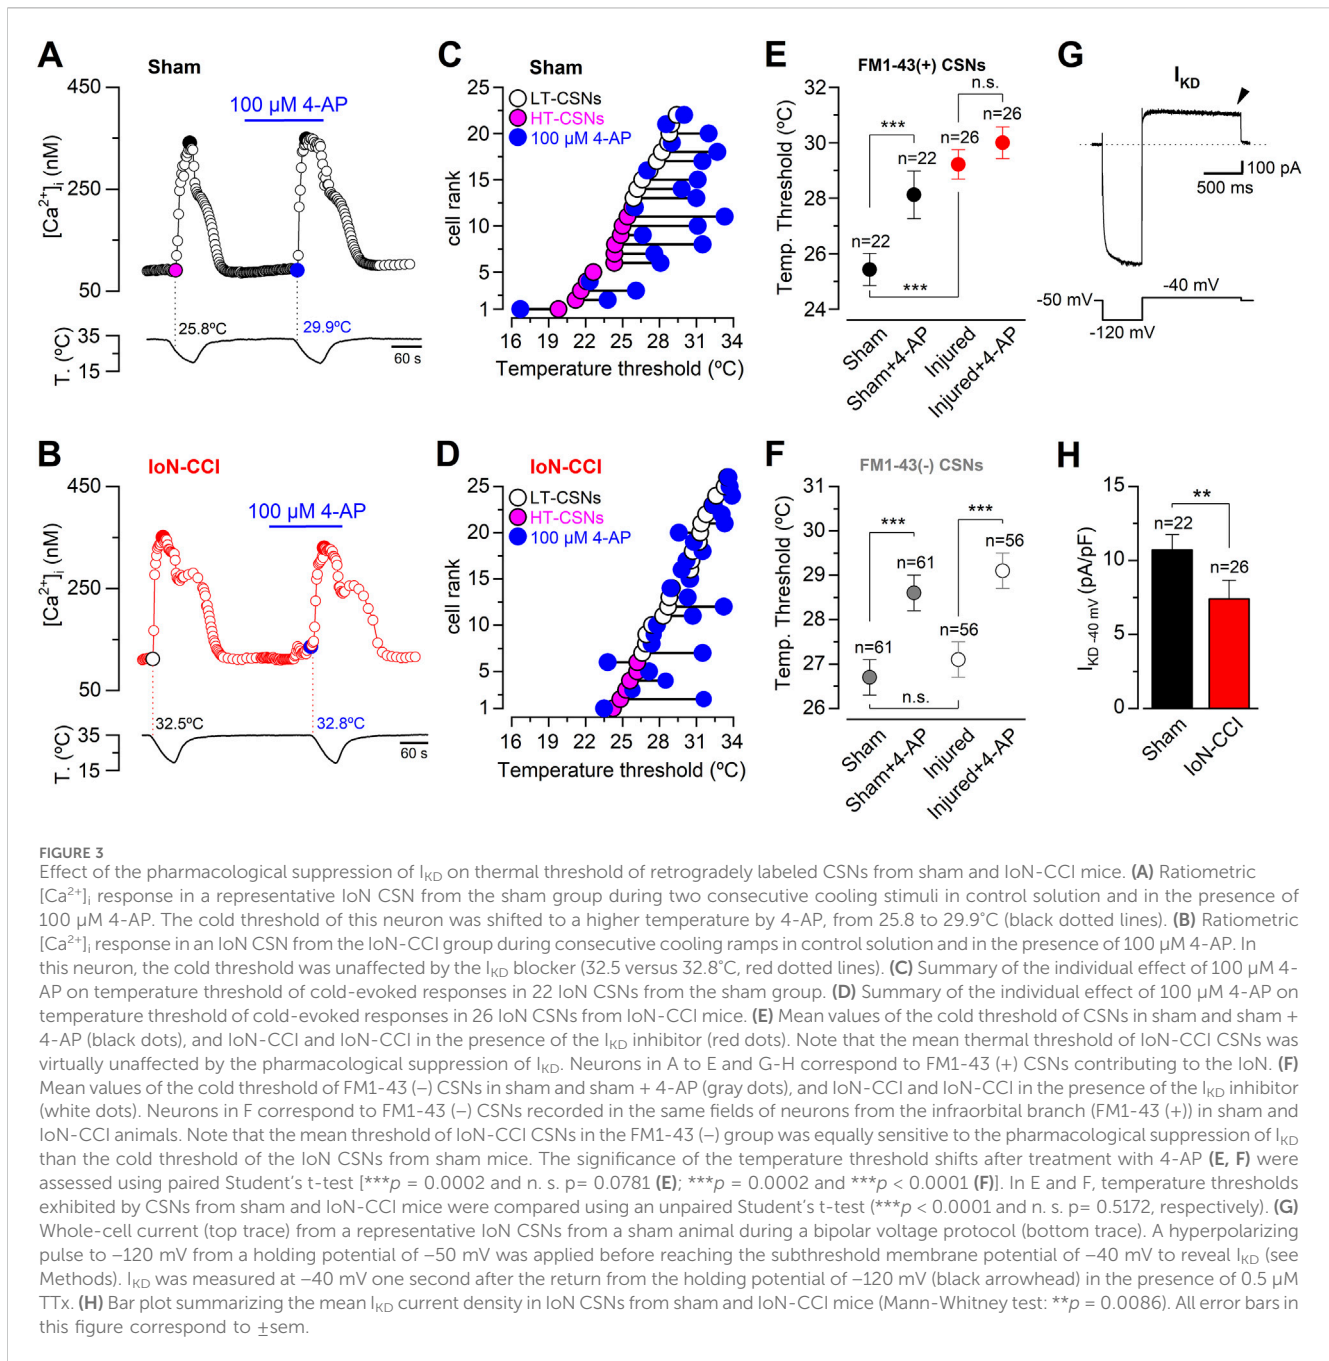 A
Sham
450
250
50
[Ca²⁺]ᵢ (nM)
100 µM 4-AP
25.8ºC
29.9ºC
35
15
T. (ºC)
60 s
B
IoN-CCI
450
350
250
150
50
[Ca²⁺]ᵢ (nM)
100 µM 4-AP
32.5ºC
32.8ºC
35
15
T. (ºC)
60 s
C
Sham
LT-CSNs
HT-CSNs
100 µM 4-AP
25
20
15
10
5
1
cell rank
16 19 22 25 28 31 34
Temperature threshold (ºC)
D
IoN-CCI
LT-CSNs
HT-CSNs
100 µM 4-AP
25
20
15
10
5
1
cell rank
16 19 22 25 28 31 34
Temperature threshold (ºC)
E
FM1-43(+) CSNs
32
30
28
26
24
Temp. Threshold (ºC)
n.s.
n=26
***
n=26
n=22
n=22
***
Sham
Sham+4-AP
Injured
Injured+4-AP
F
FM1-43(-) CSNs
31
30
29
28
27
26
Temp. Threshold (ºC)
***
***
n=56
n=61
n=56
n=61
n.s.
Sham
Sham+4-AP
Injured
Injured+4-AP
G
I_KD
100 pA
500 ms
-50 mV
-40 mV
-120 mV
H
**
n=22
n=26
15
10
5
0
I_KD -40 mV (pA/pF)
Sham
IoN-CCI
FIGURE 3
Effect of the pharmacological suppression of I_KD on thermal threshold of retrogradely labeled CSNs from sham and IoN-CCI mice. (A) Ratiometric
[Ca²⁺]ᵢ response in a representative IoN CSN from the sham group during two consecutive cooling stimuli in control solution and in the presence of
100 µM 4-AP. The cold threshold of this neuron was shifted to a higher temperature by 4-AP, from 25.8 to 29.9°C (black dotted lines). (B) Ratiometric
[Ca²⁺]ᵢ response in an IoN CSN from the IoN-CCI group during consecutive cooling ramps in control solution and in the presence of 100 µM 4-AP. In
this neuron, the cold threshold was unaffected by the I_KD blocker (32.5 versus 32.8°C, red dotted lines). (C) Summary of the individual effect of 100 µM 4-
AP on temperature threshold of cold-evoked responses in 22 IoN CSNs from the sham group. (D) Summary of the individual effect of 100 µM 4-AP on
temperature threshold of cold-evoked responses in 26 IoN CSNs from IoN-CCI mice. (E) Mean values of the cold threshold of CSNs in sham and sham +
4-AP (black dots), and IoN-CCI and IoN-CCI in the presence of the I_KD inhibitor (red dots). Note that the mean thermal threshold of IoN-CCI CSNs was
virtually unaffected by the pharmacological suppression of I_KD. Neurons in A to E and G-H correspond to FM1-43 (+) CSNs contributing to the IoN. (F)
Mean values of the cold threshold of FM1-43 (−) CSNs in sham and sham + 4-AP (gray dots), and IoN-CCI and IoN-CCI in the presence of the I_KD inhibitor
(white dots). Neurons in F correspond to FM1-43 (−) CSNs recorded in the same fields of neurons from the infraorbital branch (FM1-43 (+)) in sham and
IoN-CCI animals. Note that the mean threshold of IoN-CCI CSNs in the FM1-43 (−) group was equally sensitive to the pharmacological suppression of I_KD
than the cold threshold of the IoN CSNs from sham mice. The significance of the temperature threshold shifts after treatment with 4-AP (E, F) were
assessed using paired Student’s t-test [***p = 0.0002 and n. s. p= 0.0781 (E); ***p = 0.0002 and ***p < 0.0001 (F)]. In E and F, temperature thresholds
exhibited by CSNs from sham and IoN-CCI mice were compared using an unpaired Student’s t-test (***p < 0.0001 and n. s. p= 0.5172, respectively). (G)
Whole-cell current (top trace) from a representative IoN CSNs from a sham animal during a bipolar voltage protocol (bottom trace). A hyperpolarizing
pulse to −120 mV from a holding potential of −50 mV was applied before reaching the subthreshold membrane potential of −40 mV to reveal I_KD (see
Methods). I_KD was measured at −40 mV one second after the return from the holding potential of −120 mV (black arrowhead) in the presence of 0.5 µM
TTx. (H) Bar plot summarizing the mean I_KD current density in IoN CSNs from sham and IoN-CCI mice (Mann-Whitney test: **p = 0.0086). All error bars in
this figure correspond to ±sem.